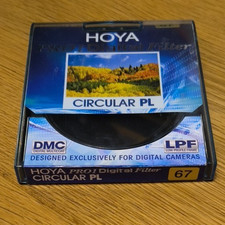 HOYA
CIRCULAR PL
DMC
LPF
DESIGNED EXCLUSIVELY FOR DIGITAL CAMERAS
HOYA PRO1 Digital Filter
CIRCULAR PL
67